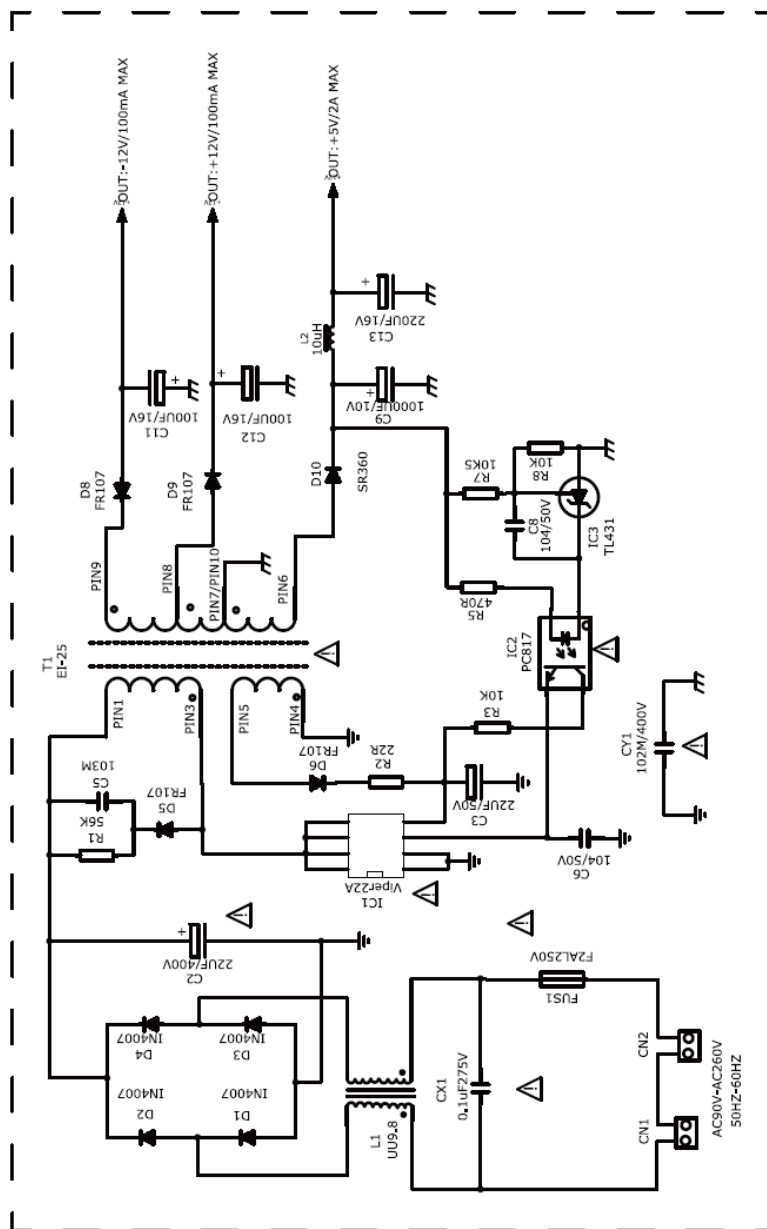 OUT:-12V/100mA MAX
OUT:+12V/100mA MAX
OUT:+5V/2A MAX
+
100UF/16V
C11
+
100UF/16V
C12
L2
10uH
+
220UF/16V
C13
+
1000UF/10V
C9
D8
FR107
D9
FR107
D10
SR360
R7
10K5
10K
R8
C8
104/50V
IC3
TL431
470R
R5
IC2
PC817
PIN9
PIN8
PIN7/PIN10
PIN6
T1
EI-25
PIN1
PIN3
PIN5
PIN4
10K
R3
CY1
102M/400V
103M
C5
56K
R1
FR107
D5
FR107
D6
22R
R2
22UF/50V
C3
Viper22A
IC1
104/50V
C6
+
22UF/400V
C2
IN4007
D4
IN4007
D3
IN4007
D2
IN4007
D1
L1
UU9.8
CX1
0.1uF275V
F2AL250V
FUS1
CN2
CN1
AC90V-AC260V
50HZ-60HZ